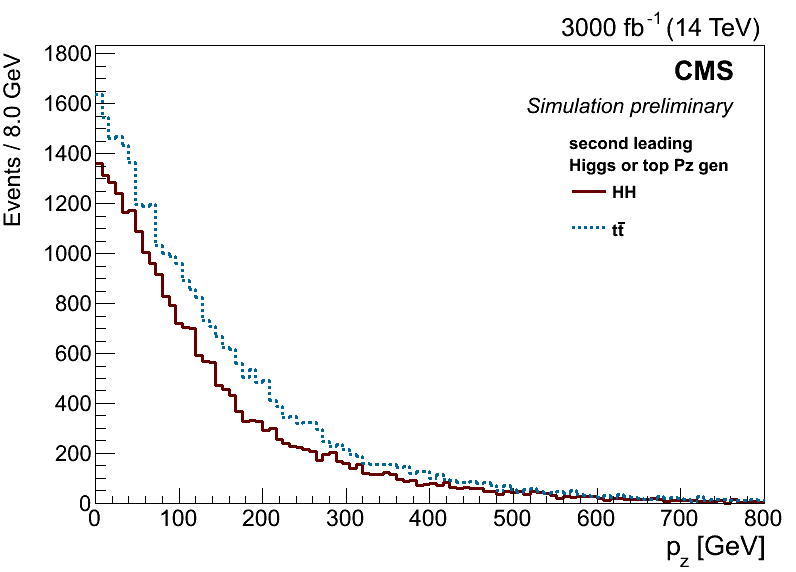 3000 fb⁻¹ (14 TeV)
CMS
Simulation preliminary
second leading
Higgs or top Pz gen
HH
tt̄
Events / 8.0 GeV
1800
1600
1400
1200
1000
800
600
400
200
0
0 100 200 300 400 500 600 700 800
p_z [GeV]